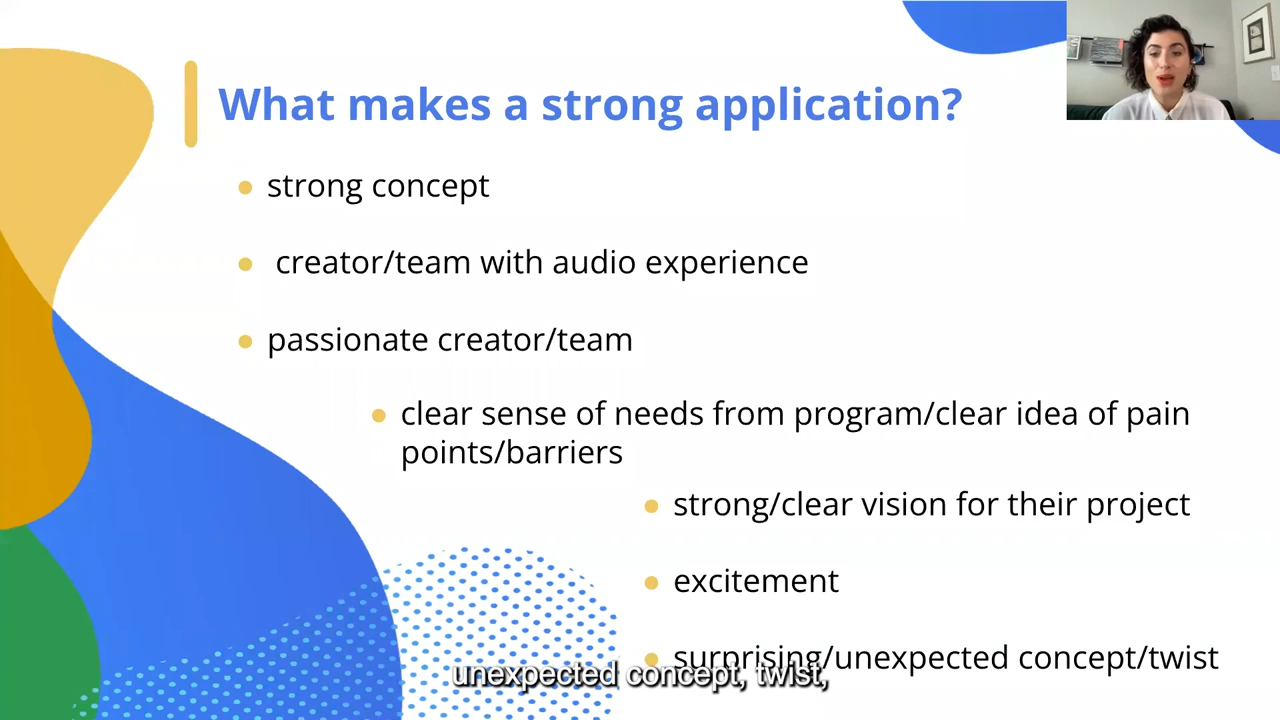 What makes a strong application?
strong concept
creator/team with audio experience
passionate creator/team
clear sense of needs from program/clear idea of pain
points/barriers
strong/clear vision for their project
excitement
surprising/unexpected concept/twist
unexpected concept, twist,